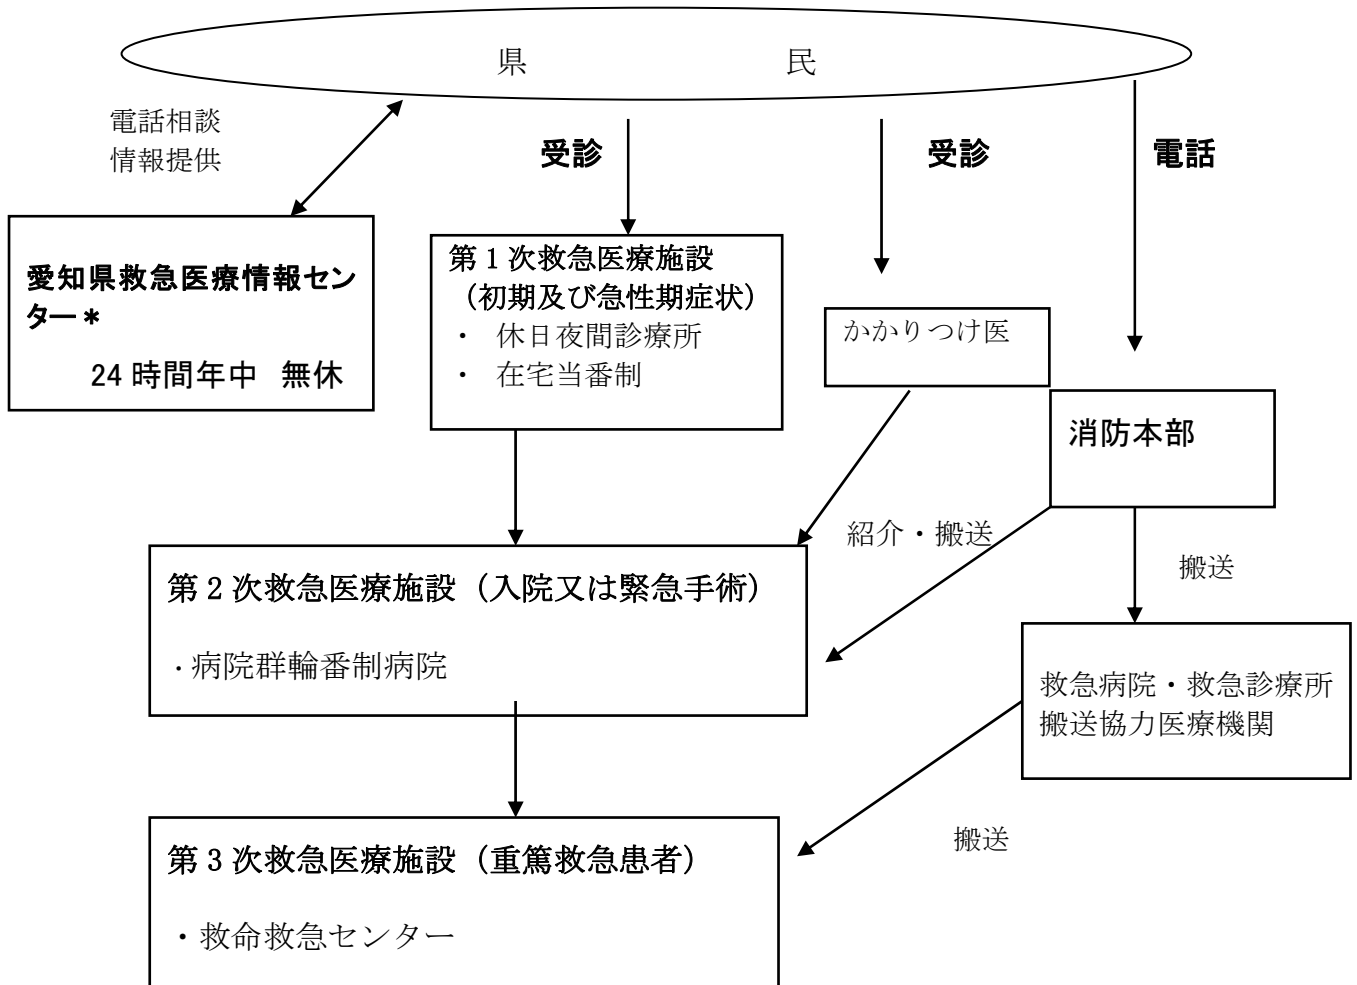 県 民
電話相談
情報提供
受診
受診
電話
愛知県救急医療情報セン
ター*
24時間年中 無休
第1次救急医療施設
(初期及び急性期症状)
・ 休日夜間診療所
・ 在宅当番制
かかりつけ医
消防本部
紹介・搬送
搬送
第2次救急医療施設(入院又は緊急手術)
・病院群輪番制病院
救急病院・救急診療所
搬送協力医療機関
搬送
第3次救急医療施設(重篤救急患者)
・救命救急センター